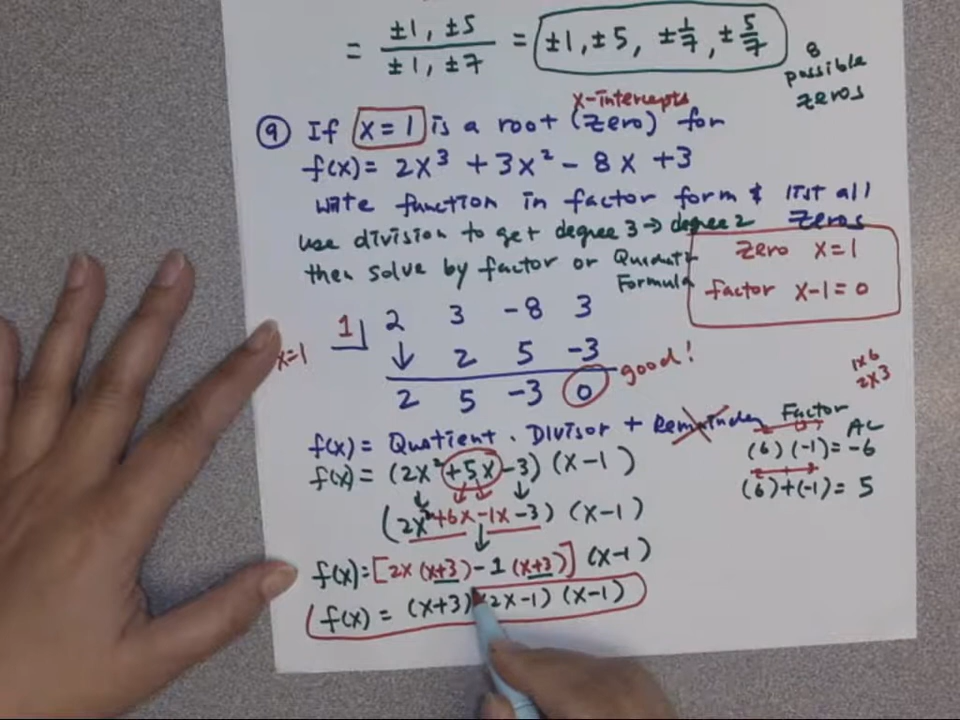 = ±1, ±5 / ±1, ±7 = ±1, ±5, ±1/7, ±5/7
8 possible zeros
x-intercepts
9 If x = 1 is a root (zero) for
f(x) = 2x³ + 3x² - 8x + 3
write function in factor form & list all zeros
use division to get degree 3 → degree 2
then solve by factor or Quadratic Formula
zero x = 1
factor x - 1 = 0
1 2 3 -8 3
x=1 ↓ 2 5 -3
2 5 -3 0 good!
1x6
2x3
f(x) = Quotient . Divisor + Remainder
Factor
AC
(6)(-1) = -6
f(x) = (2x² +5x -3) (x-1)
(6)+(-1) = 5
(2x² +6x -1x -3) (x-1)
f(x) = [2x (x+3) - 1 (x+3)] (x-1)
f(x) = (x+3) (2x-1) (x-1)